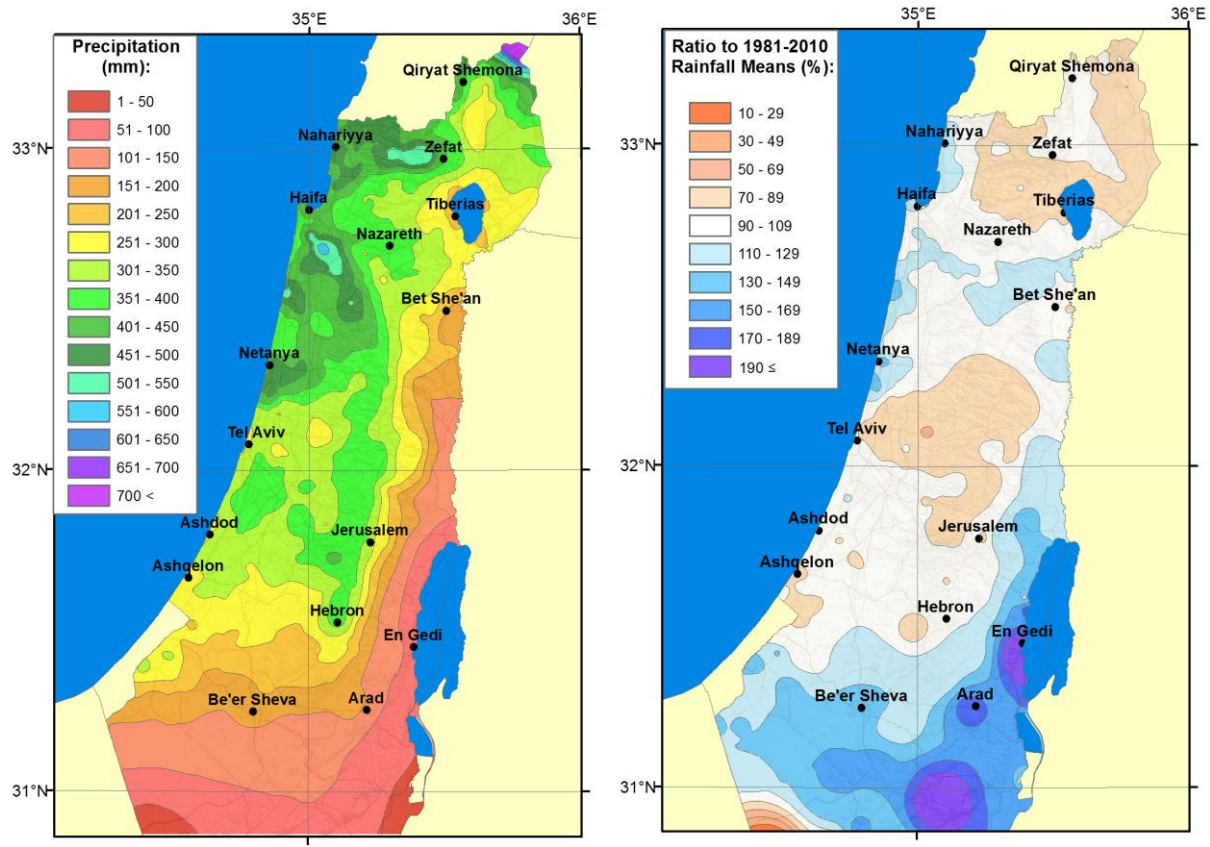 35°E
36°E
Precipitation
(mm):
1 - 50
51 - 100
101 - 150
151 - 200
201 - 250
251 - 300
301 - 350
351 - 400
401 - 450
451 - 500
501 - 550
551 - 600
601 - 650
651 - 700
700 <
33°N
32°N
31°N
Qiryat Shemona
Nahariyya
Zefat
Haifa
Tiberias
Nazareth
Bet She'an
Netanya
Tel Aviv
Ashdod
Jerusalem
Ashqelon
Hebron
En Gedi
Be'er Sheva
Arad
35°E
36°E
Ratio to 1981-2010
Rainfall Means (%):
10 - 29
30 - 49
50 - 69
70 - 89
90 - 109
110 - 129
130 - 149
150 - 169
170 - 189
190 ≤
33°N
32°N
31°N
Qiryat Shemona
Nahariyya
Zefat
Haifa
Tiberias
Nazareth
Bet She'an
Netanya
Tel Aviv
Ashdod
Jerusalem
Ashqelon
Hebron
En Gedi
Be'er Sheva
Arad